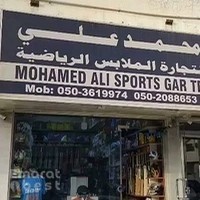 محمد علي
لتجارة الملابس الرياضية
MOHAMED ALI SPORTS GAR
Mob: 050-3619974 050-2088653